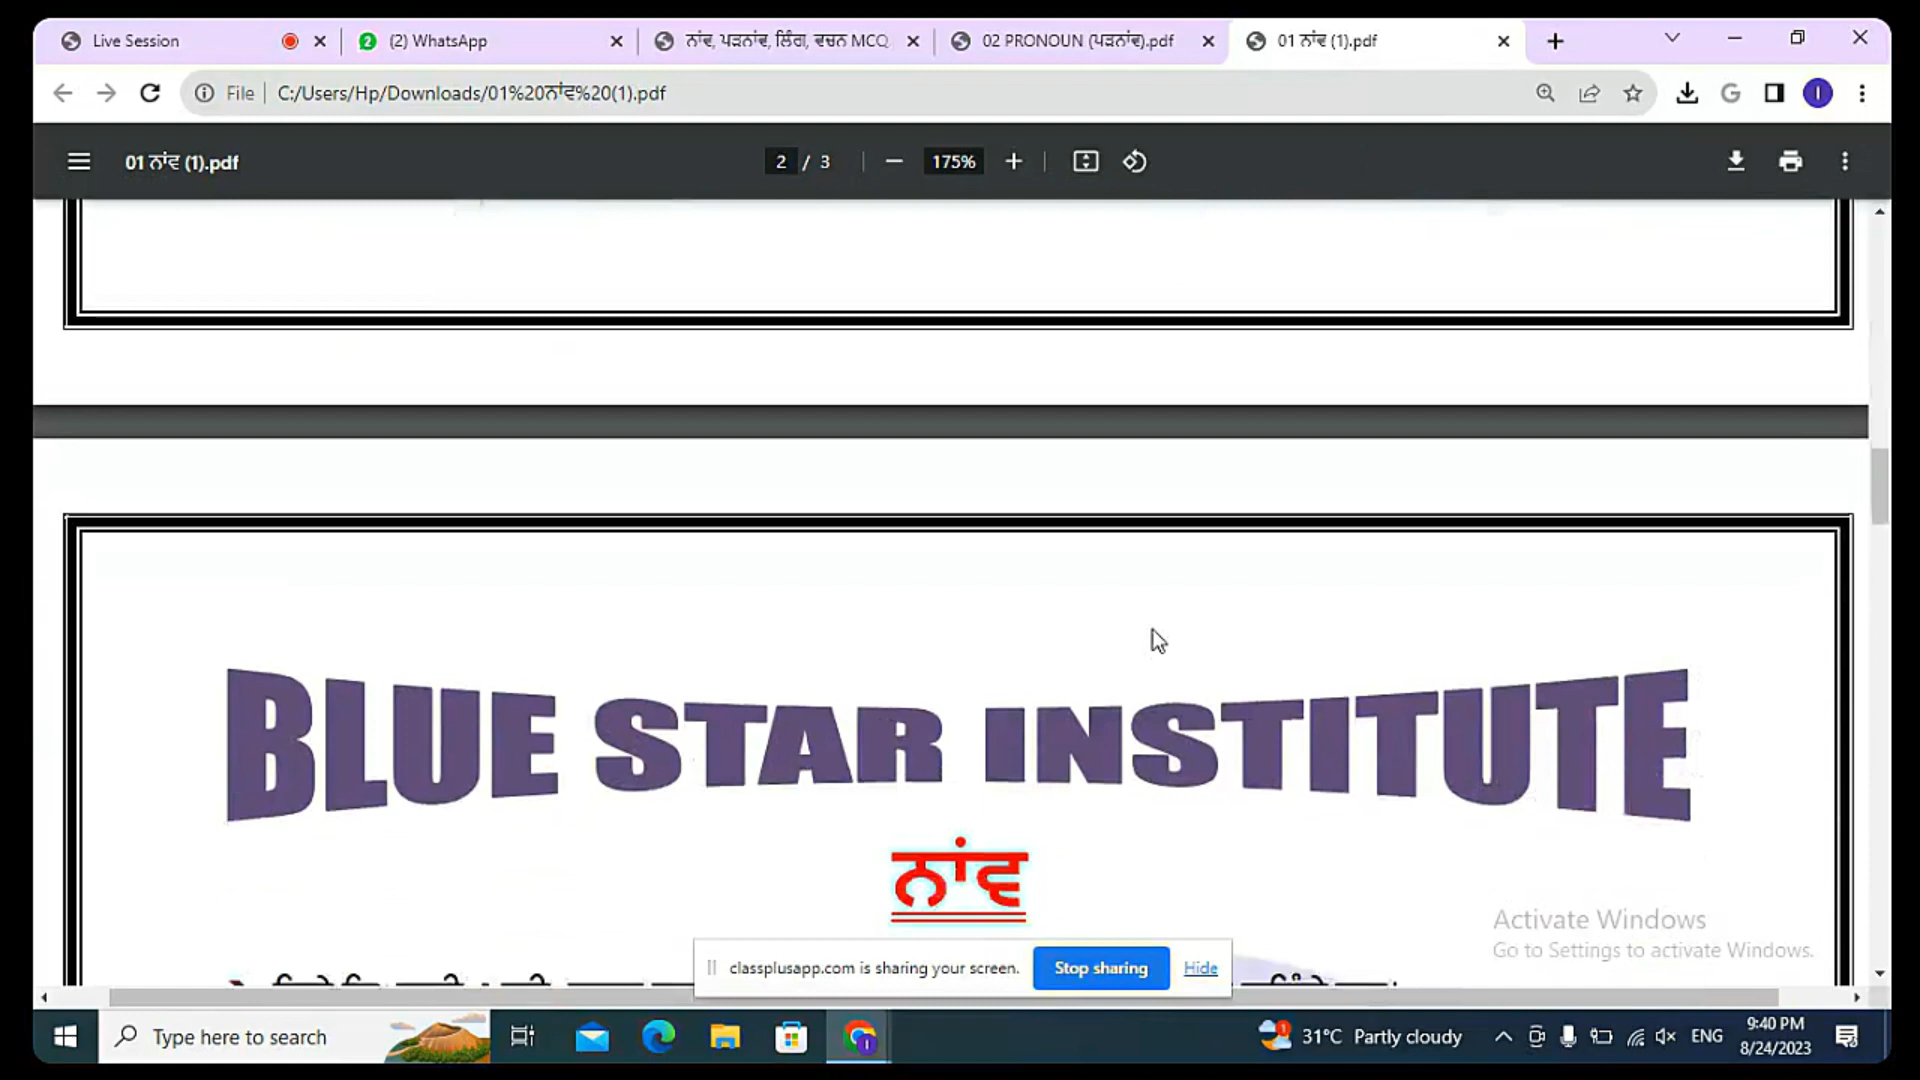 Live Session
(2) WhatsApp
ਨਾਂਵ, ਪੜਨਾਂਵ, ਲਿੰਗ, ਵਚਨ MCQ
02 PRONOUN (ਪੜਨਾਂਵ).pdf
01 ਨਾਂਵ (1).pdf
File C:/Users/Hp/Downloads/01%20ਨਾਂਵ%20(1).pdf
01 ਨਾਂਵ (1).pdf
2 / 3
175%
BLUE STAR INSTITUTE
ਨਾਂਵ
Activate Windows
Go to Settings to activate Windows.
classplusapp.com is sharing your screen. Stop sharing Hide
Type here to search
31°C Partly cloudy
ENG
9:40 PM
8/24/2023